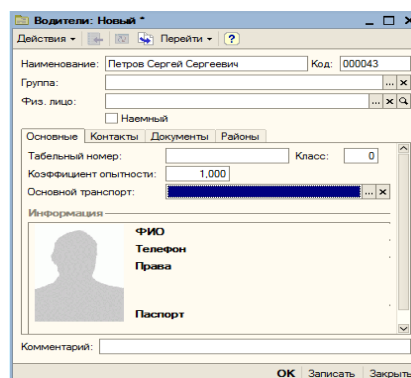 Водители: Новый *
Действия Перейти ?
Наименование: Петров Сергей Сергеевич Код: 000043
Группа:
Физ. лицо:
Наемный
Основные Контакты Документы Районы
Табельный номер: Класс: 0
Коэффициент опытности: 1,000
Основной транспорт:
Информация
ФИО
Телефон
Права
Паспорт
Комментарий:
OK Записать Закрыть